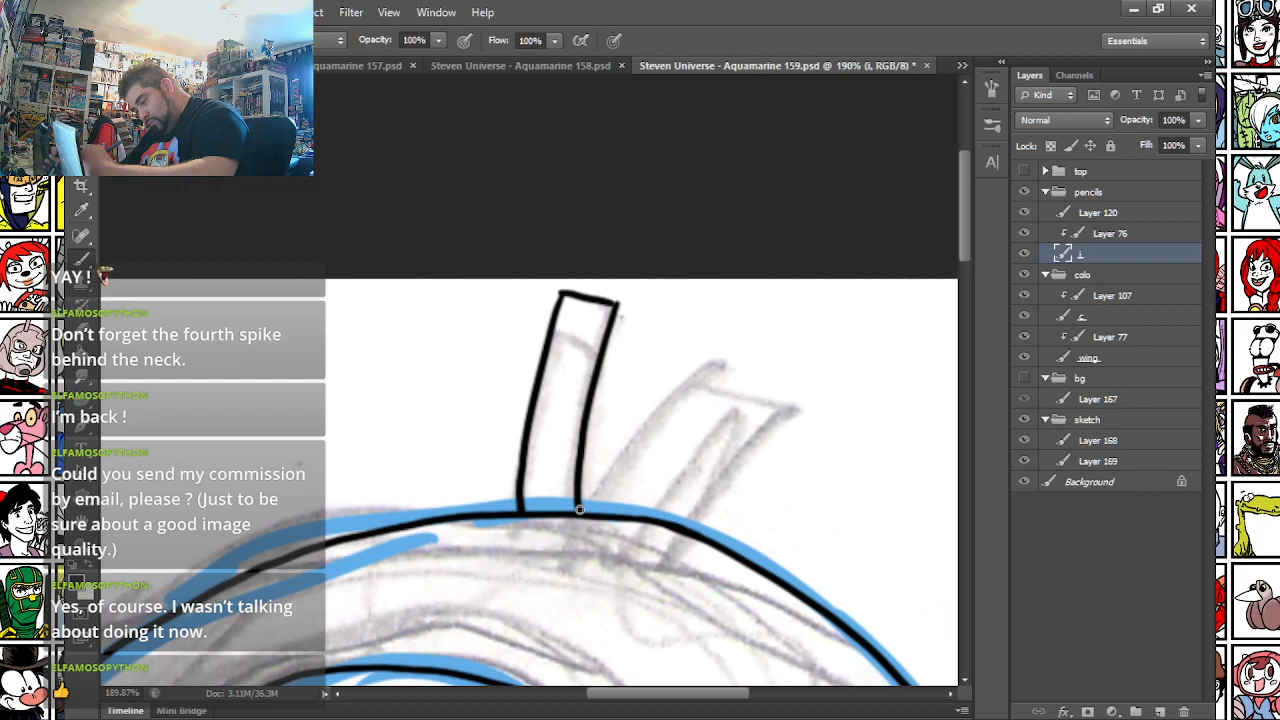 ct Filter View Window Help
Opacity: 100% Flow: 100% Essentials
quamarine 157.psd × Steven Universe - Aquamarine 158.psd × Steven Universe - Aquamarine 159.psd @ 190% (i, RGB/8) * ×
Layers Channels
Kind
Normal Opacity: 100%
Lock: Fill: 100%
top
pencils
Layer 120
Layer 76
i
colo
Layer 107
c
Layer 77
wing
bg
Layer 167
sketch
Layer 168
Layer 169
Background
YAY !
ELFAMOSOPYTHON
Don't forget the fourth spike
behind the neck.
ELFAMOSOPYTHON
I'm back !
ELFAMOSOPYTHON
Could you send my commission
by email, please ? (Just to be
sure about a good image
quality.)
ELFAMOSOPYTHON
Yes, of course. I wasn't talking
about doing it now.
ELFAMOSOPYTHON
189.87% Doc: 3.11M/36.3M
Timeline Mini Bridge